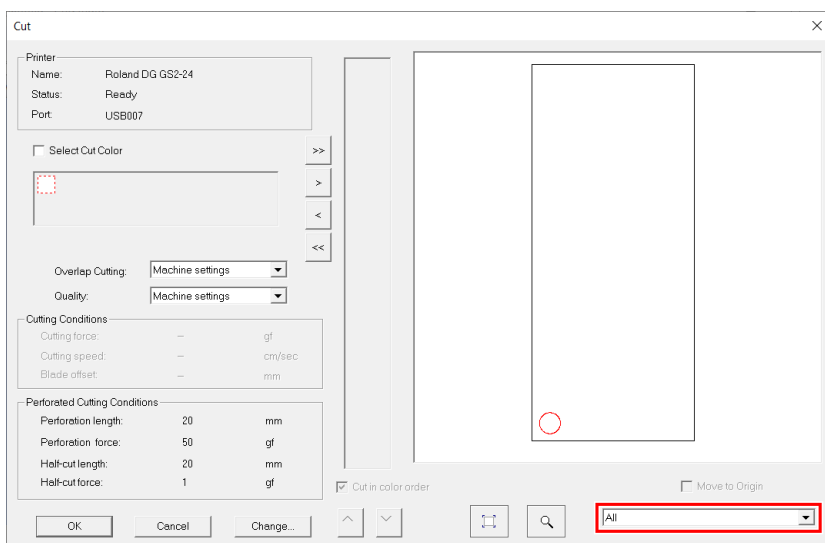 Cut
Printer
Name: Roland DG GS2-24
Status: Ready
Port: USB007
Select Cut Color
>>
>
<
<<
Overlap Cutting: Machine settings
Quality: Machine settings
Cutting Conditions
Cutting force: – gf
Cutting speed: – cm/sec
Blade offset: – mm
Perforated Cutting Conditions
Perforation length: 20 mm
Perforation force: 50 gf
Half-cut length: 20 mm
Half-cut force: 1 gf
Cut in color order
Move to Origin
OK Cancel Change... All